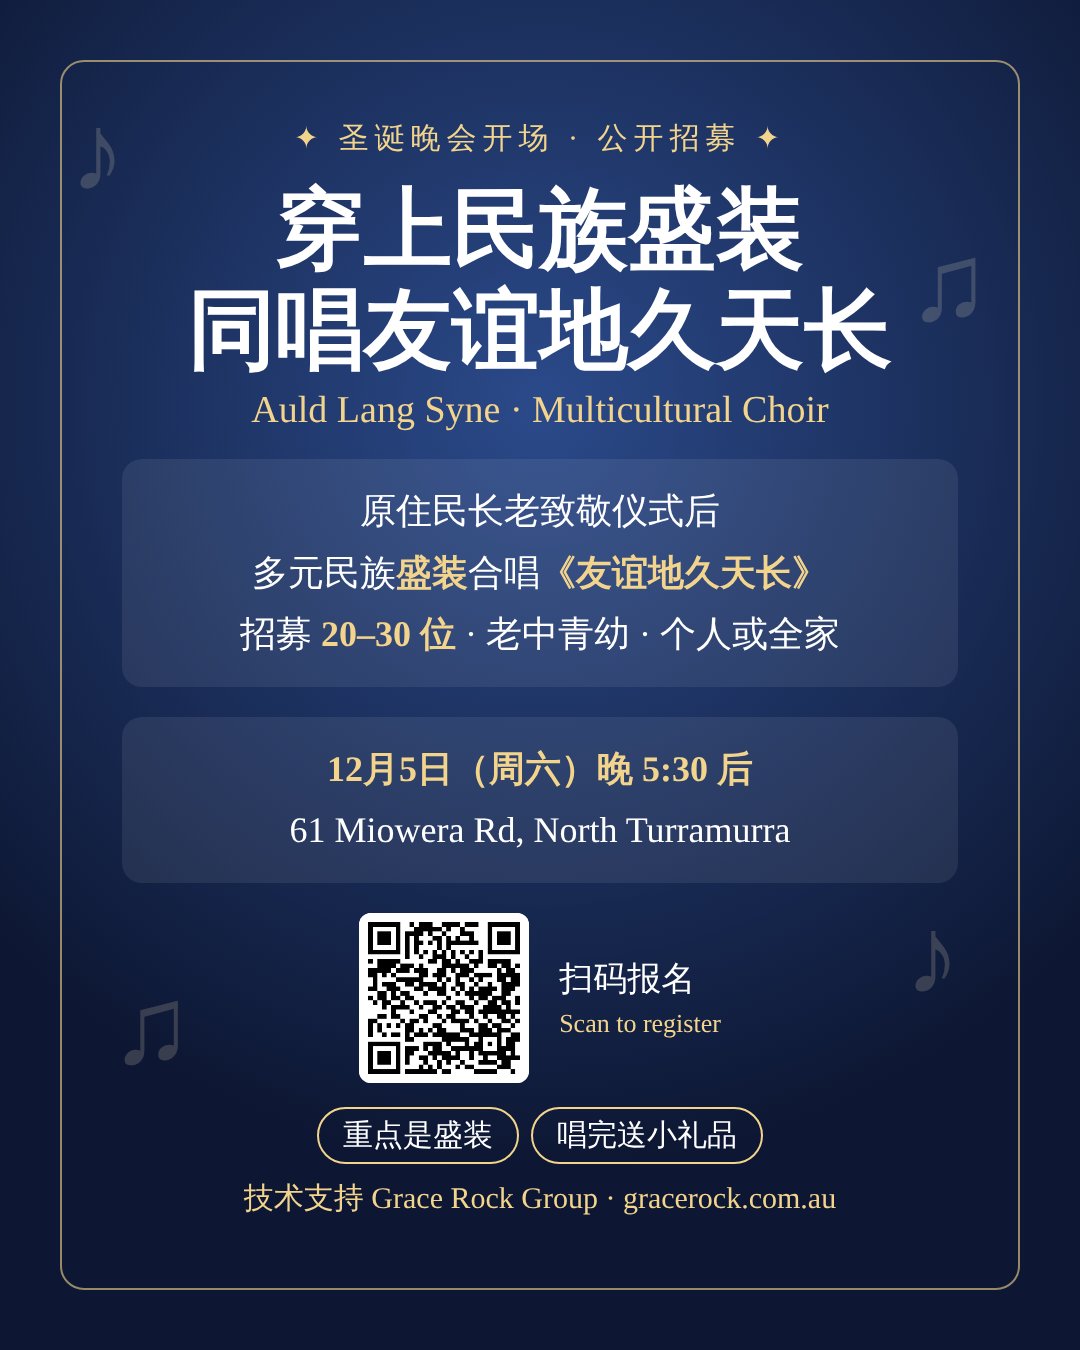 ✦ 圣诞晚会开场 · 公开招募 ✦
穿上民族盛装
同唱友谊地久天长
Auld Lang Syne · Multicultural Choir
原住民长老致敬仪式后
多元民族盛装合唱《友谊地久天长》
招募 20–30 位 · 老中青幼 · 个人或全家
12月5日（周六）晚 5:30 后
61 Miowera Rd, North Turramurra
扫码报名
Scan to register
重点是盛装
唱完送小礼品
技术支持 Grace Rock Group · gracerock.com.au